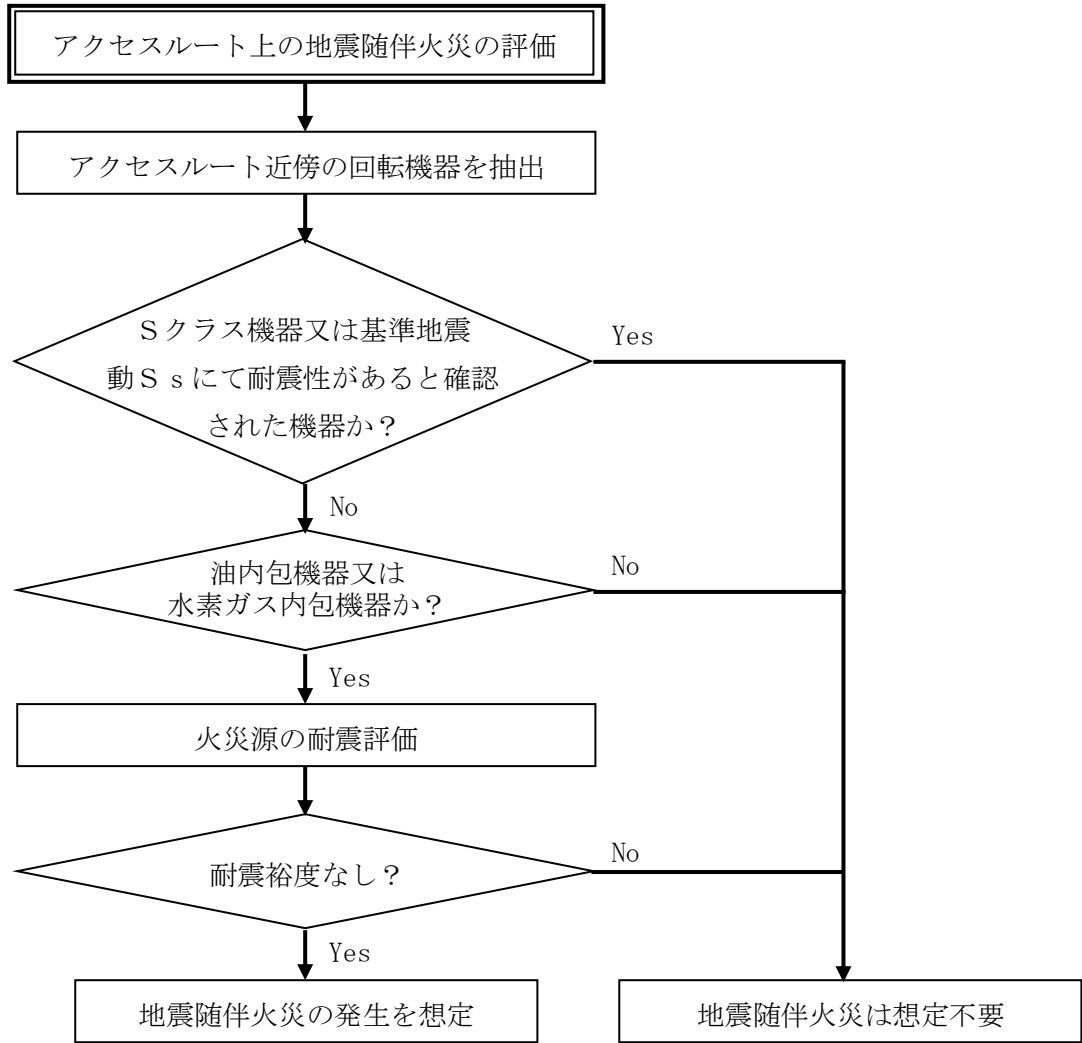 アクセスルート上の地震随伴火災の評価
アクセスルート近傍の回転機器を抽出
Ｓクラス機器又は基準地震
動Ｓｓにて耐震性があると確認
された機器か？
Yes
No
油内包機器又は
水素ガス内包機器か？
No
Yes
火災源の耐震評価
耐震裕度なし？
No
Yes
地震随伴火災の発生を想定
地震随伴火災は想定不要